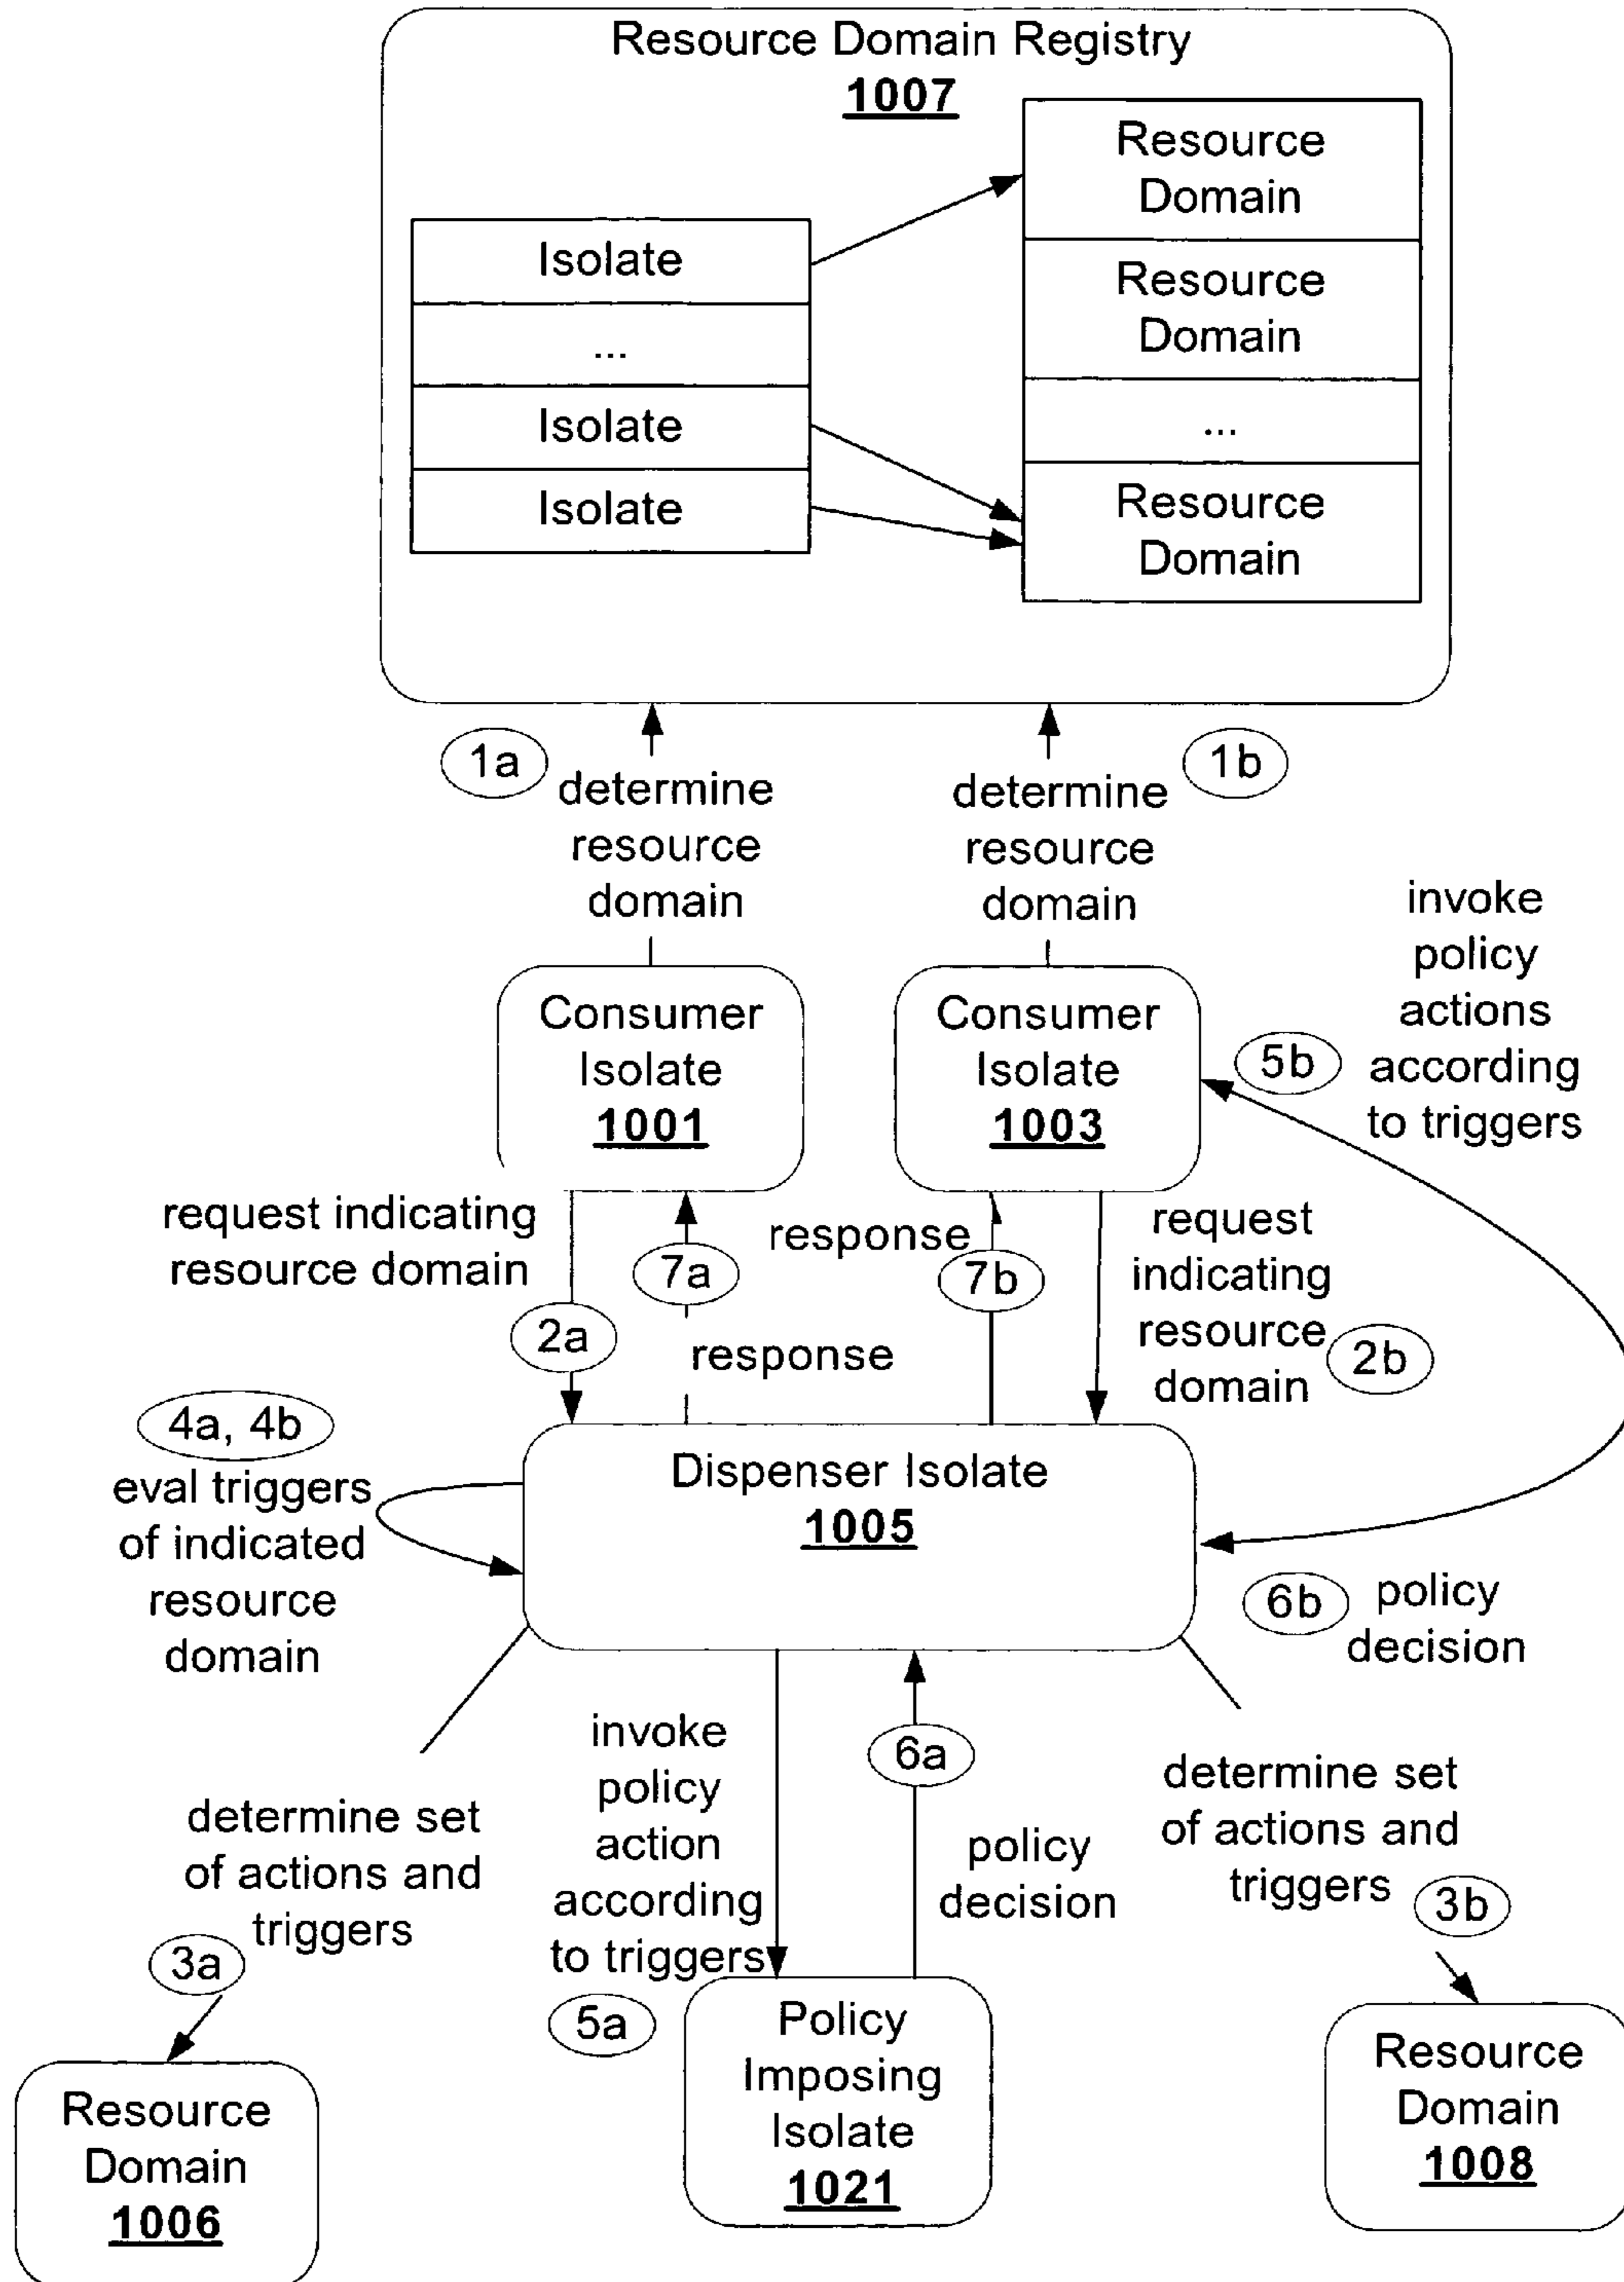 Resource Domain Registry
1007
Resource
Domain
Resource
Domain
...
Resource
Domain
Isolate
...
Isolate
Isolate
1a
determine
resource
domain
1b
determine
resource
domain
Consumer
Isolate
1001
Consumer
Isolate
1003
5b
invoke
policy
actions
according
to triggers
request indicating
resource domain
2a
7a
response
response
7b
request
indicating
resource
domain
2b
4a, 4b
eval triggers
of indicated
resource
domain
Dispenser Isolate
1005
6b
policy
decision
determine set
of actions and
triggers
3a
invoke
policy
action
according
to triggers
5a
6a
policy
decision
determine set
of actions and
triggers
3b
Resource
Domain
1006
Policy
Imposing
Isolate
1021
Resource
Domain
1008